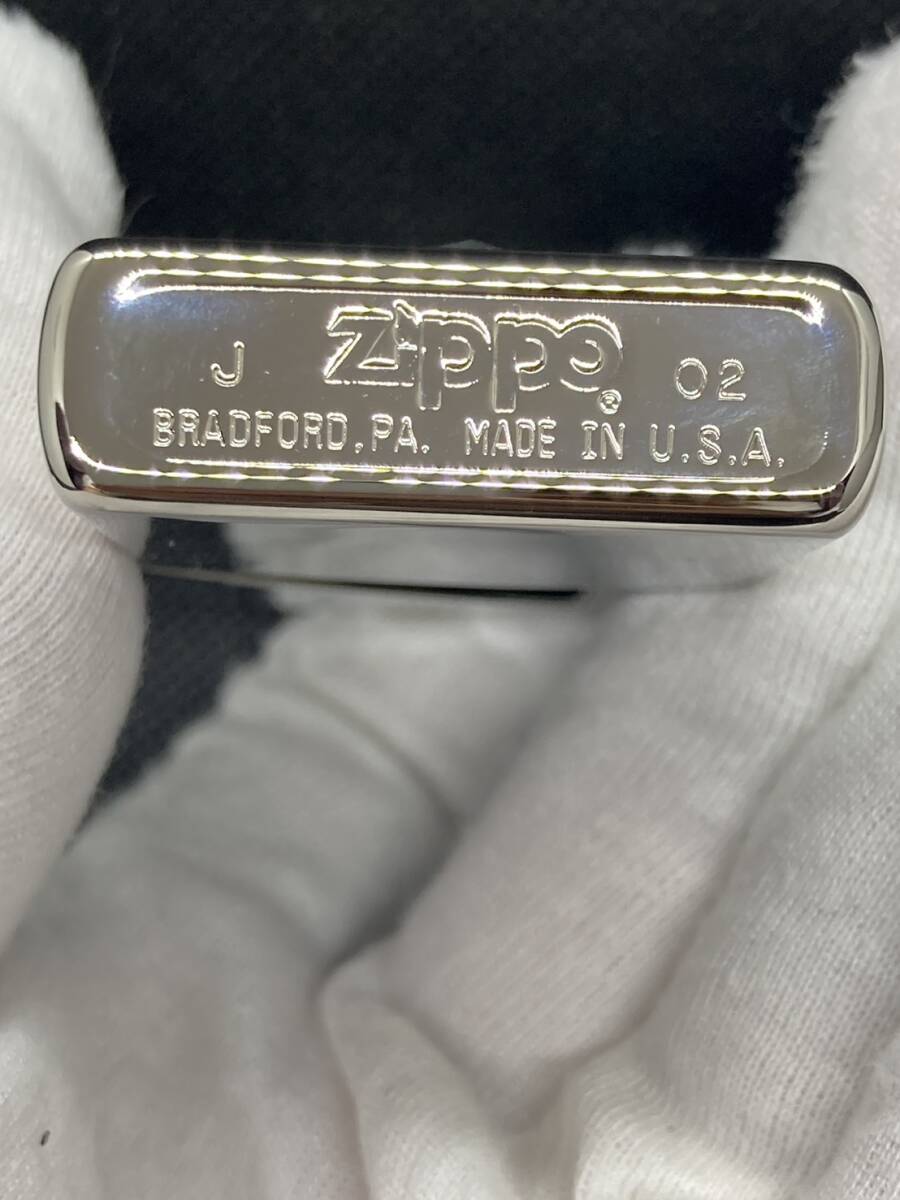 J Zippo® 02
BRADFORD, PA. MADE IN U.S.A.